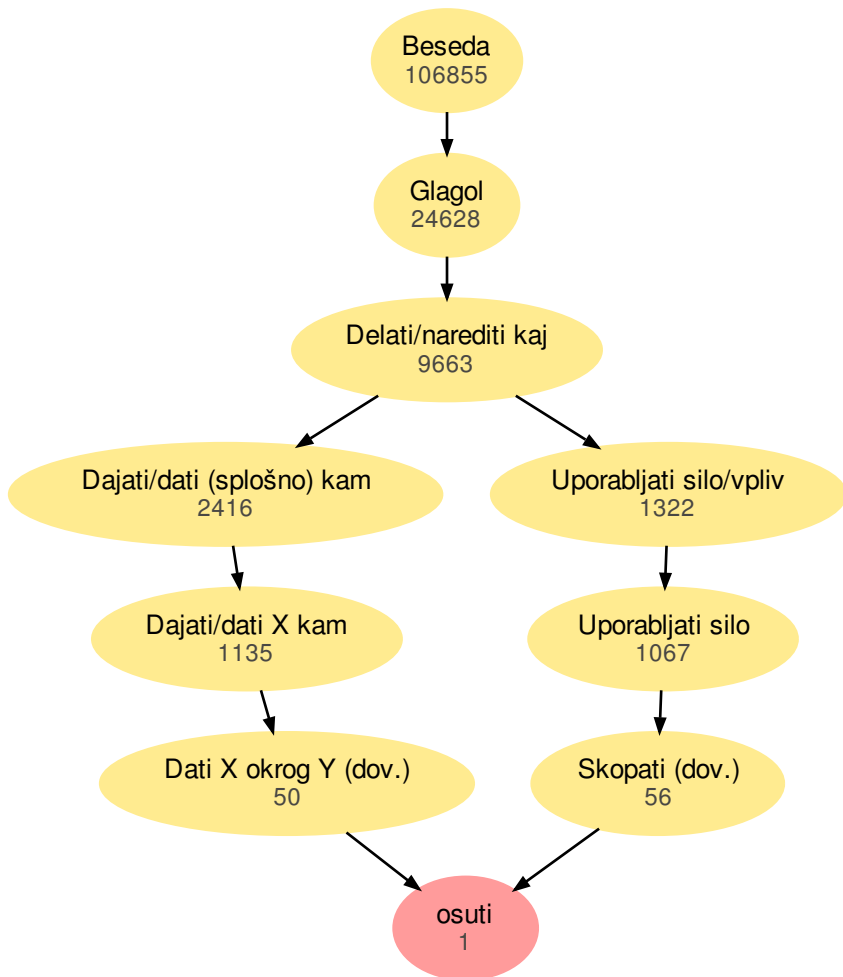 Beseda
106855
Glagol
24628
Delati/narediti kaj
9663
Dajati/dati (splošno) kam
2416
Uporabljati silo/vpliv
1322
Dajati/dati X kam
1135
Uporabljati silo
1067
Dati X okrog Y (dov.)
50
Skopati (dov.)
56
osuti
1